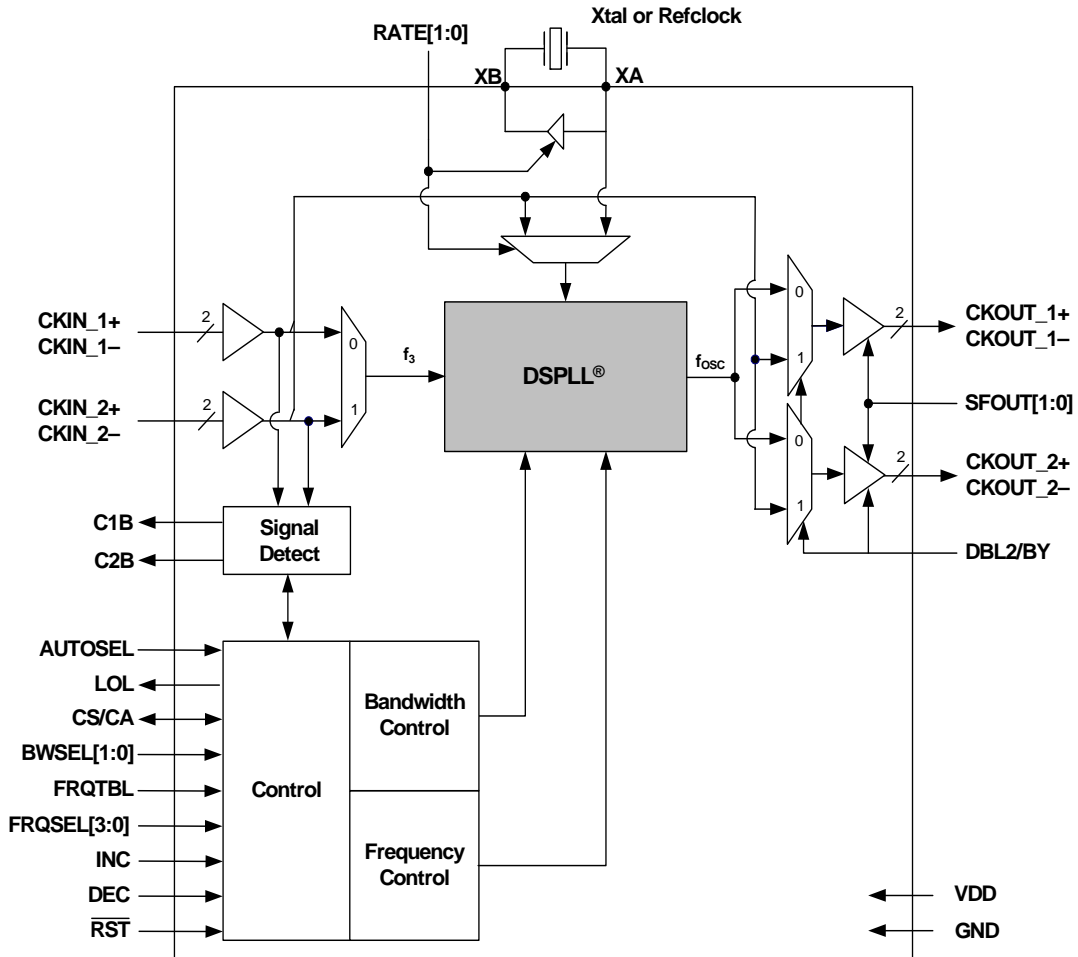 Xtal or Refclock
RATE[1:0]
XB
XA
CKIN_1+
CKIN_1–
2
0
1
f3
CKIN_2+
CKIN_2–
2
DSPLL®
fosc
0
1
2
CKOUT_1+
CKOUT_1–
SFOUT[1:0]
0
1
2
CKOUT_2+
CKOUT_2–
DBL2/BY
C1B
C2B
Signal
Detect
AUTOSEL
LOL
CS/CA
BWSEL[1:0]
FRQTBL
FRQSEL[3:0]
INC
DEC
RST
Control
Bandwidth
Control
Frequency
Control
VDD
GND